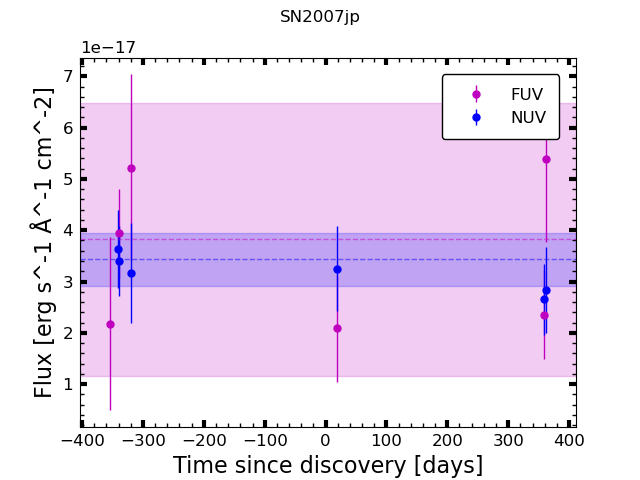 SN2007jp
1e−17
7
6
5
4
3
2
1
Flux [erg s^-1 Å^-1 cm^-2]
FUV
NUV
−400 −300 −200 −100 0 100 200 300 400
Time since discovery [days]